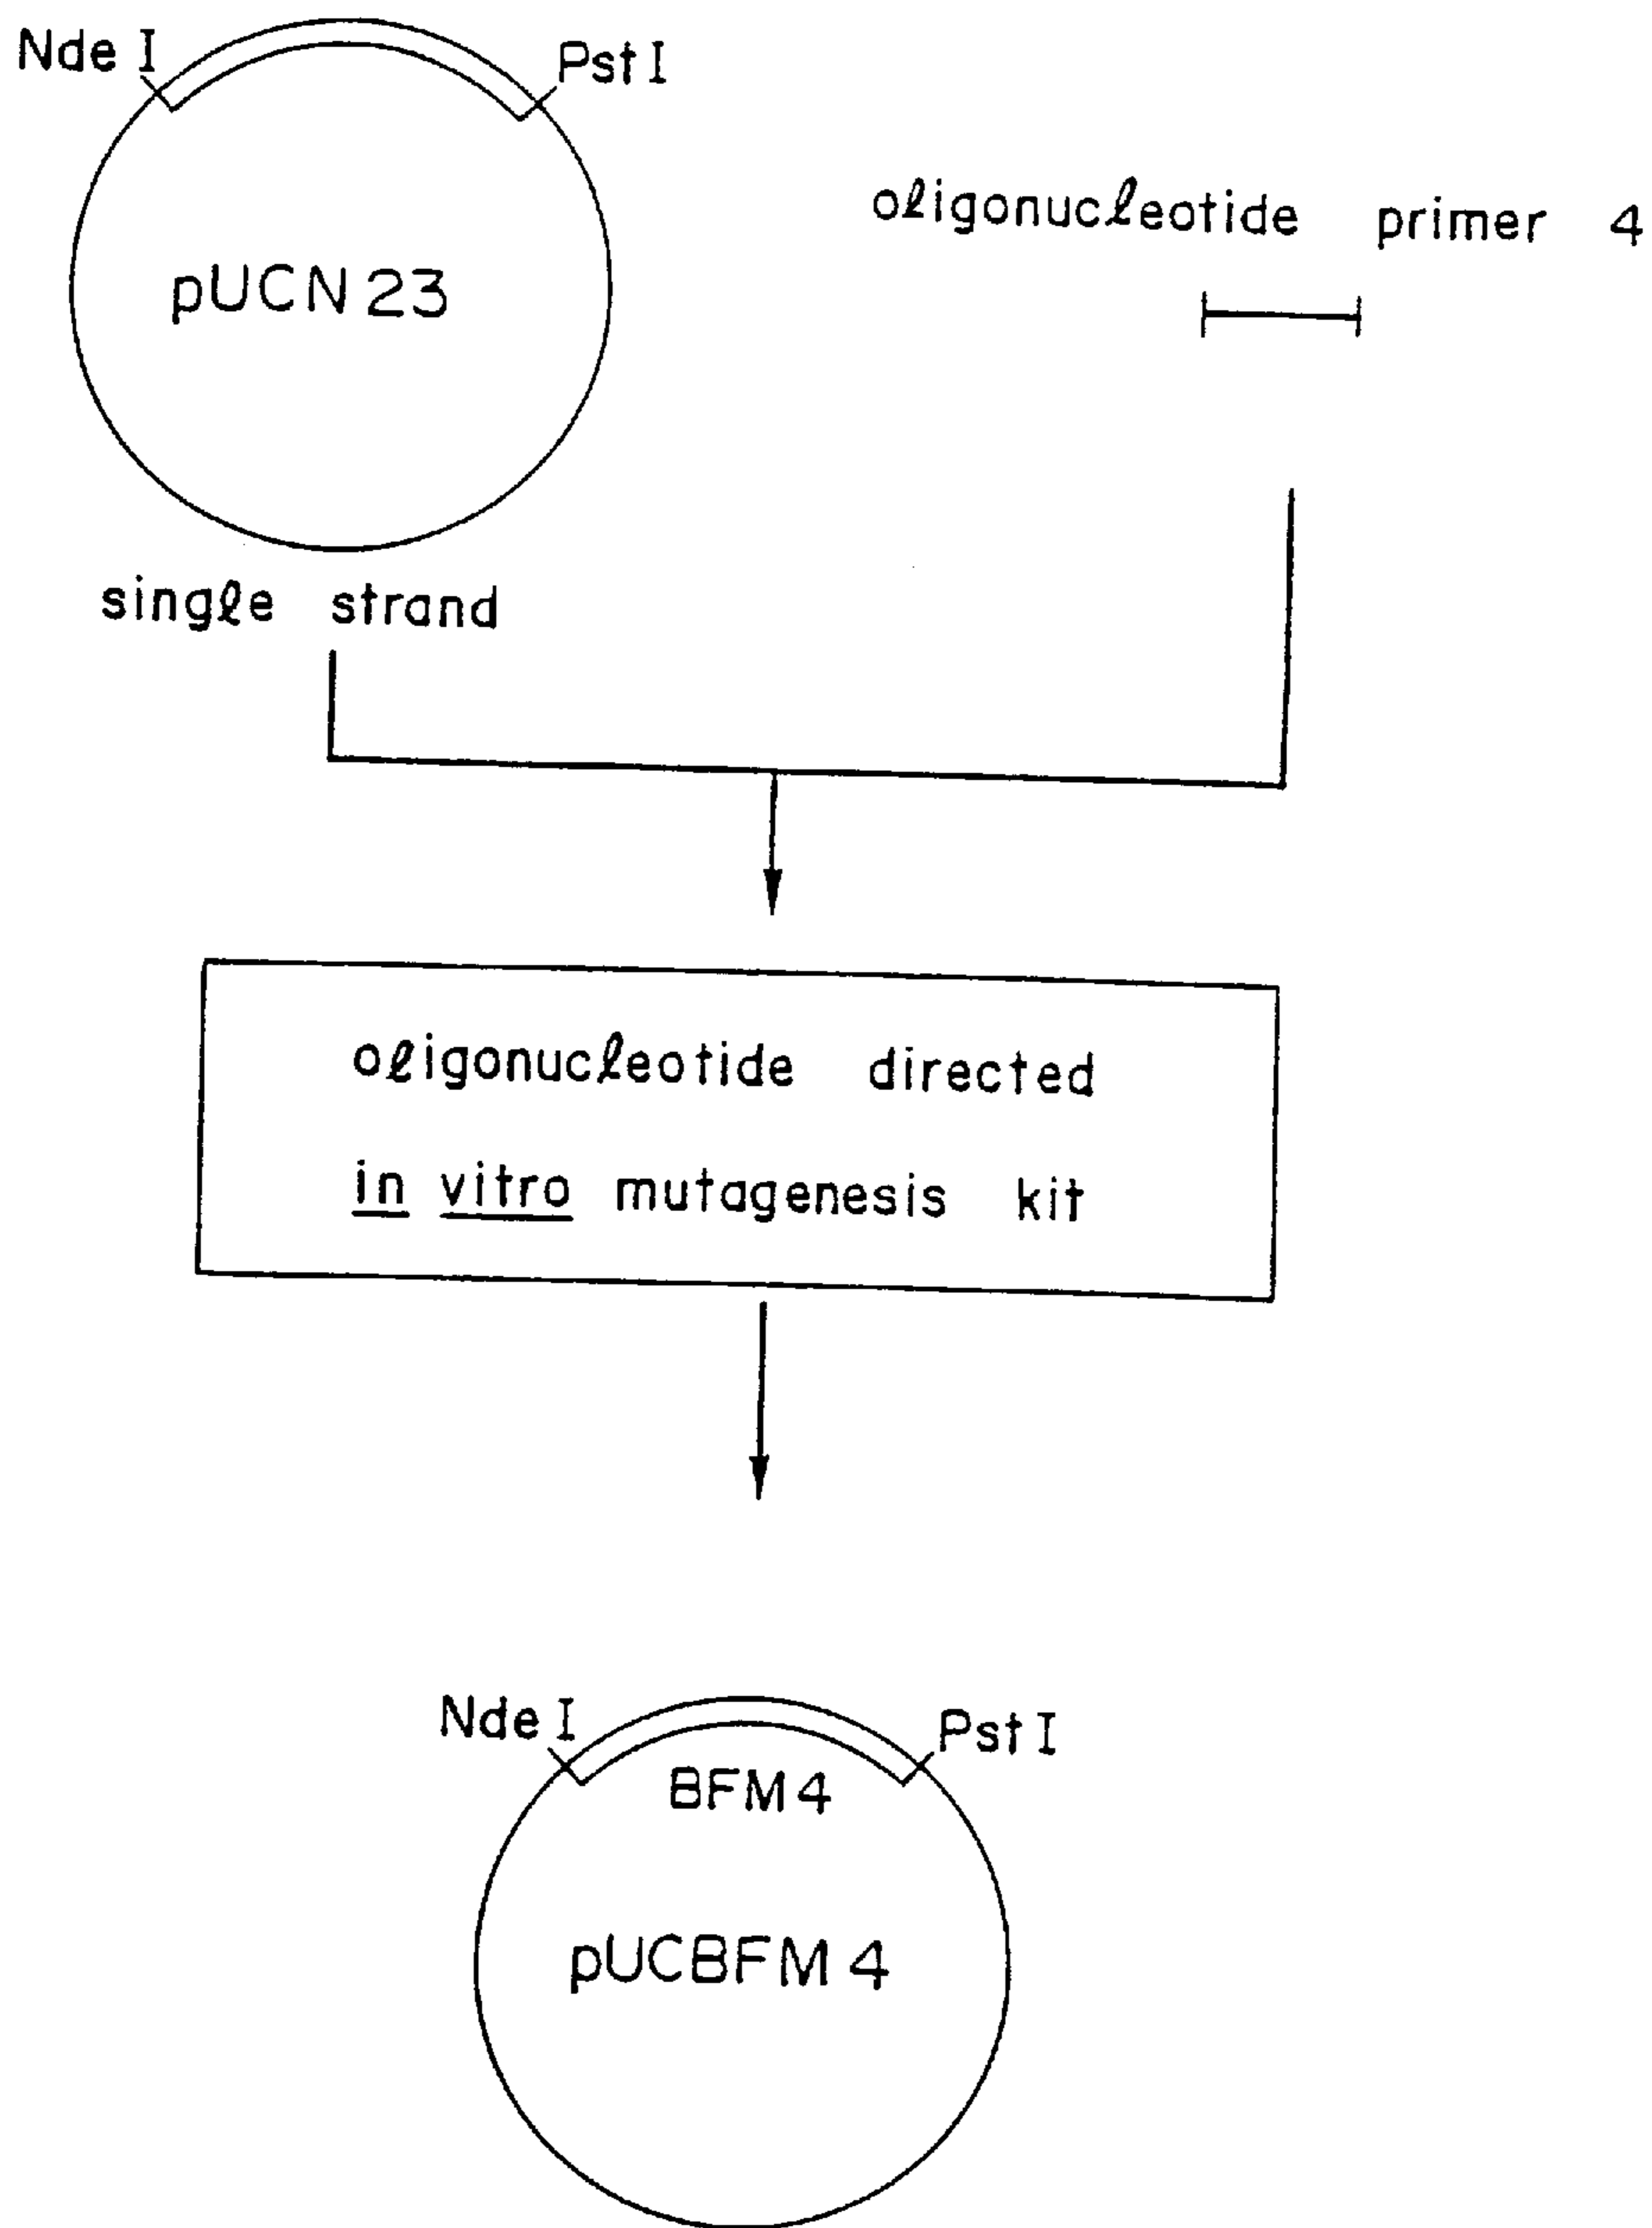 Nde I
Pst I
oligonucleotide primer 4
pUCN 23
single strand
oligonucleotide directed
in vitro mutagenesis kit
Nde I
Pst I
BFM 4
pUCBFM 4